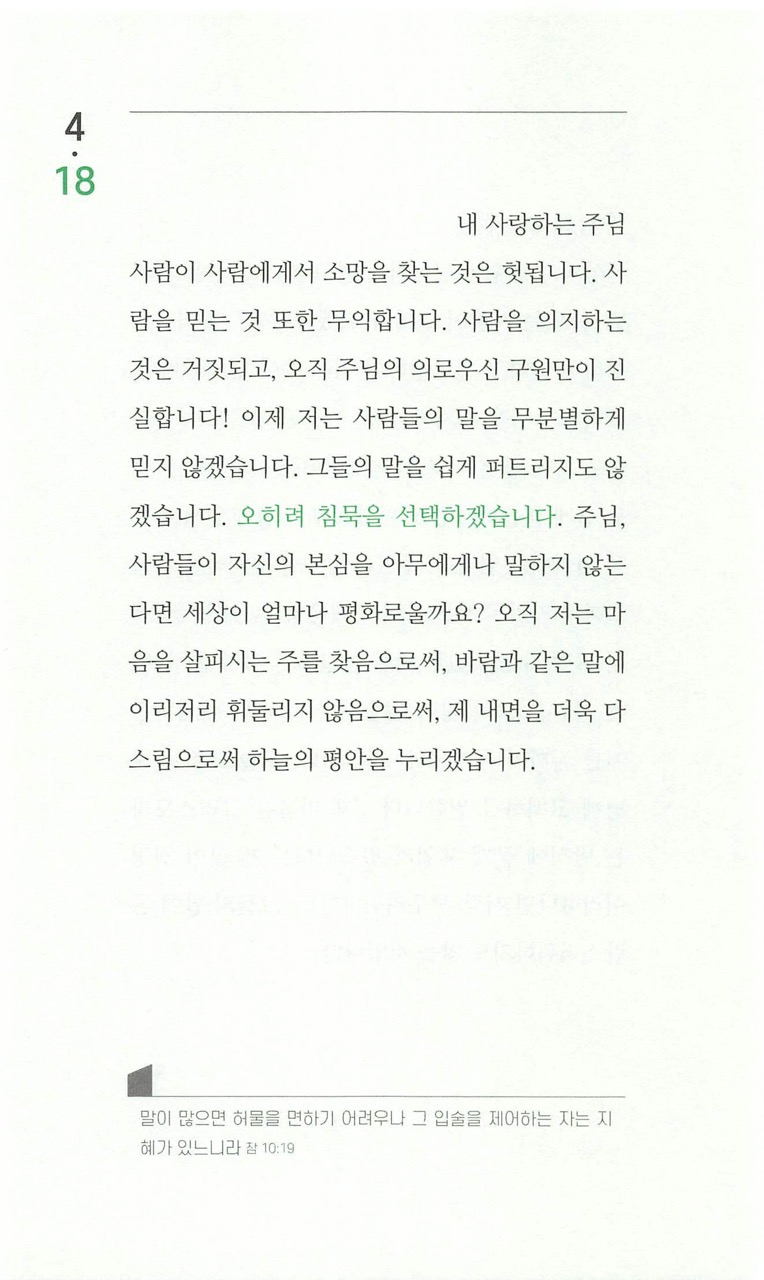 4
·
18
내 사랑하는 주님
사람이 사람에게서 소망을 찾는 것은 헛됩니다. 사
람을 믿는 것 또한 무익합니다. 사람을 의지하는
것은 거짓되고, 오직 주님의 의로우신 구원만이 진
실합니다! 이제 저는 사람들의 말을 무분별하게
믿지 않겠습니다. 그들의 말을 쉽게 퍼트리지도 않
겠습니다. 오히려 침묵을 선택하겠습니다. 주님,
사람들이 자신의 본심을 아무에게나 말하지 않는
다면 세상이 얼마나 평화로울까요? 오직 저는 마
음을 살피시는 주를 찾음으로써, 바람과 같은 말에
이리저리 휘둘리지 않음으로써, 제 내면을 더욱 다
스림으로써 하늘의 평안을 누리겠습니다.
말이 많으면 허물을 면하기 어려우나 그 입술을 제어하는 자는 지
혜가 있느니라 잠 10:19